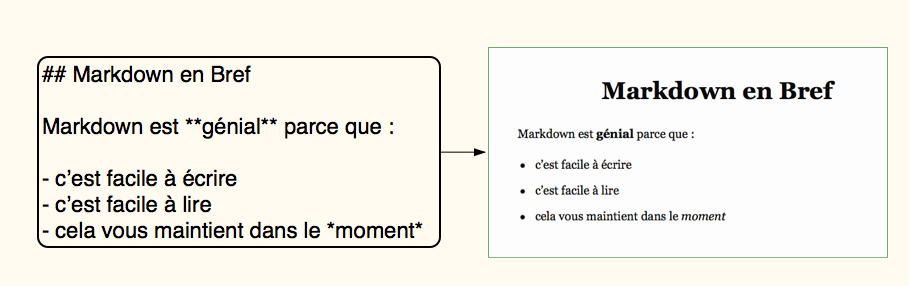 ## Markdown en Bref
Markdown est **génial** parce que :
- c’est facile à écrire
- c’est facile à lire
- cela vous maintient dans le *moment*
Markdown en Bref
Markdown est génial parce que :
• c’est facile à écrire
• c’est facile à lire
• cela vous maintient dans le moment